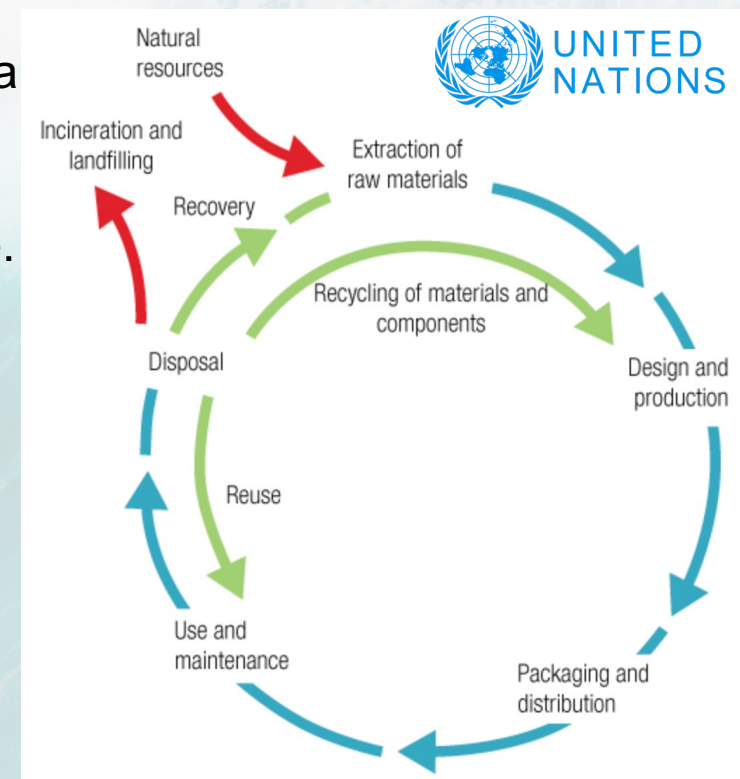 a
.
UNITED
NATIONS
Natural
resources
Incineration and
landfilling
Extraction of
raw materials
Recovery
Recycling of materials and
components
Disposal
Design and
production
Reuse
Use and
maintenance
Packaging and
distribution